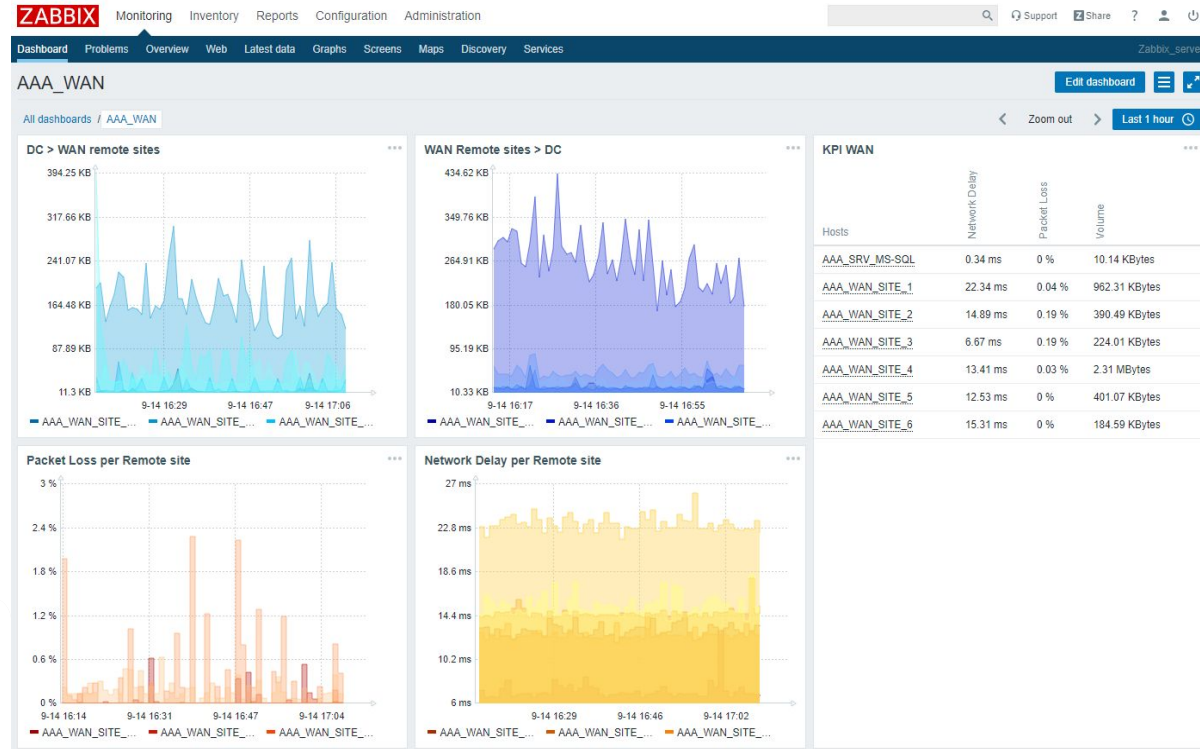 ZABBIX Monitoring Inventory Reports Configuration Administration Support Z Share ?
Dashboard Problems Overview Web Latest data Graphs Screens Maps Discovery Services Zabbix_serve
AAA_WAN Edit dashboard
All dashboards / AAA_WAN Zoom out Last 1 hour
DC > WAN remote sites
394.25 KB
317.66 KB
241.07 KB
164.48 KB
87.89 KB
11.3 KB
9-14 16:29 9-14 16:47 9-14 17:06
AAA_WAN_SITE_... AAA_WAN_SITE_... AAA_WAN_SITE_...
WAN Remote sites > DC
434.62 KB
349.76 KB
264.91 KB
180.05 KB
95.19 KB
10.33 KB
9-14 16:17 9-14 16:36 9-14 16:55
AAA_WAN_SITE_... AAA_WAN_SITE_... AAA_WAN_SITE_...
KPI WAN
Hosts Network Delay Packet Loss Volume
AAA_SRV_MS-SQL 0.34 ms 0 % 10.14 KBytes
AAA_WAN_SITE_1 22.34 ms 0.04 % 962.31 KBytes
AAA_WAN_SITE_2 14.89 ms 0.19 % 390.49 KBytes
AAA_WAN_SITE_3 6.67 ms 0.19 % 224.01 KBytes
AAA_WAN_SITE_4 13.41 ms 0.03 % 2.31 MBytes
AAA_WAN_SITE_5 12.53 ms 0 % 401.07 KBytes
AAA_WAN_SITE_6 15.31 ms 0 % 184.59 KBytes
Packet Loss per Remote site
3 %
2.4 %
1.8 %
1.2 %
0.6 %
0 %
9-14 16:14 9-14 16:31 9-14 16:47 9-14 17:04
AAA_WAN_SITE_... AAA_WAN_SITE_... AAA_WAN_SITE_...
Network Delay per Remote site
27 ms
22.8 ms
18.6 ms
14.4 ms
10.2 ms
6 ms
9-14 16:29 9-14 16:46 9-14 17:02
AAA_WAN_SITE_... AAA_WAN_SITE_... AAA_WAN_SITE_...